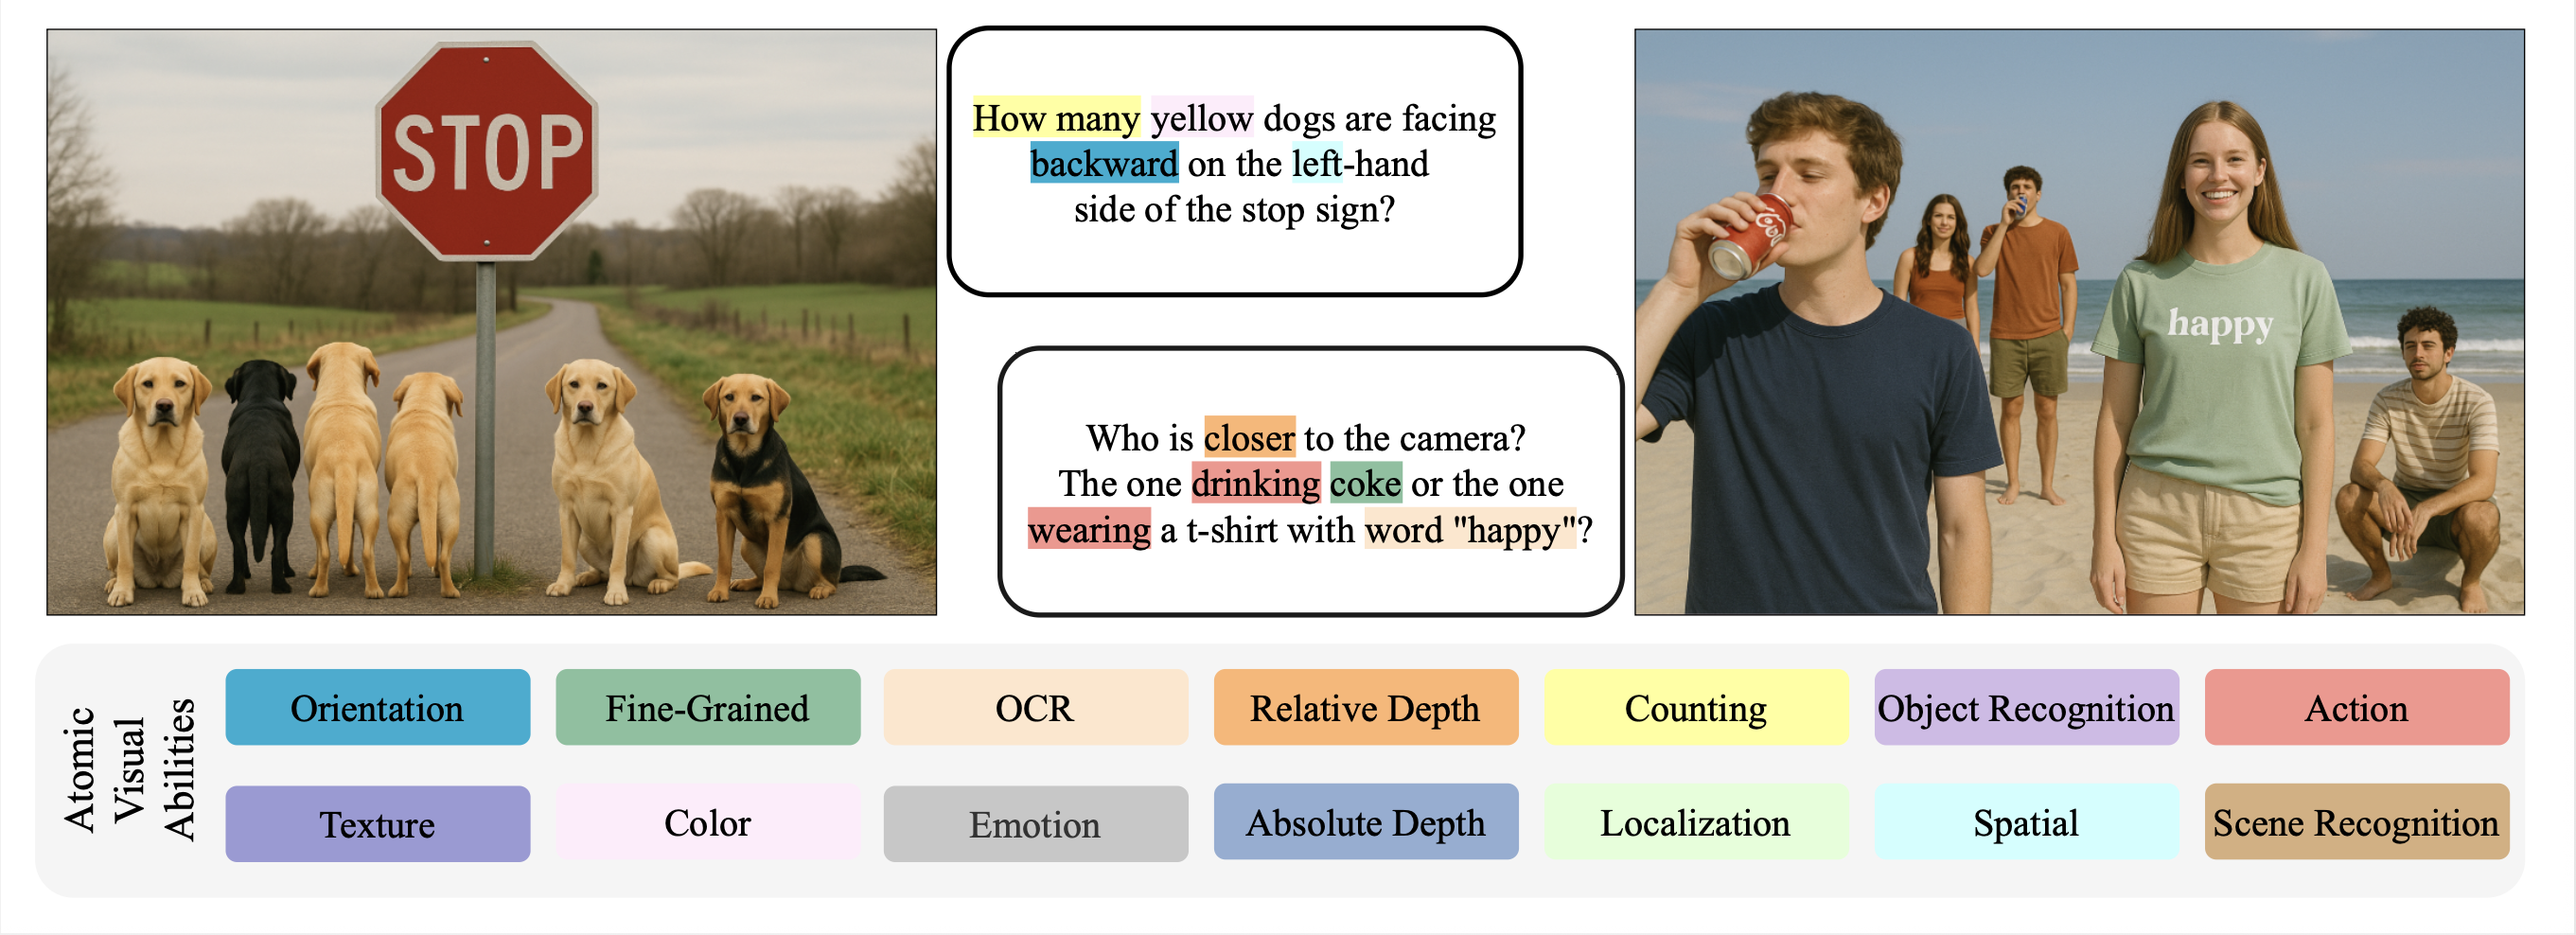 STOP
How many yellow dogs are facing
backward on the left-hand
side of the stop sign?
Who is closer to the camera?
The one drinking coke or the one
wearing a t-shirt with word "happy"?
happy
Atomic
Visual
Abilities
Orientation
Fine-Grained
OCR
Relative Depth
Counting
Object Recognition
Action
Texture
Color
Emotion
Absolute Depth
Localization
Spatial
Scene Recognition